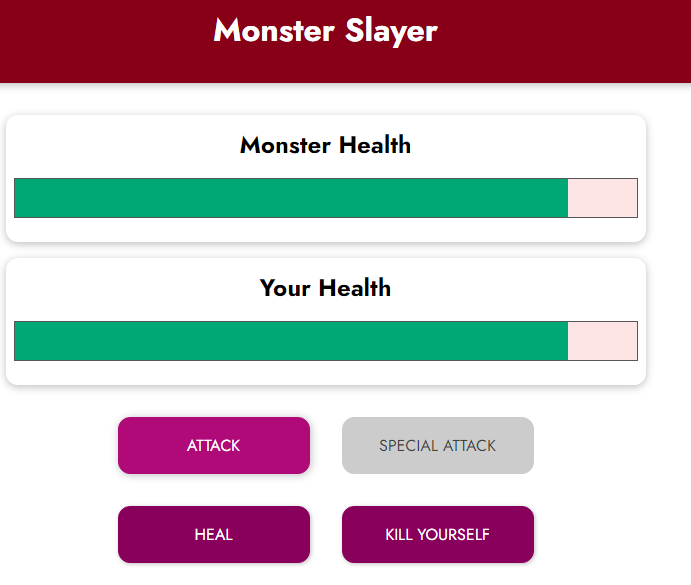 Monster Slayer
Monster Health
Your Health
ATTACK
SPECIAL ATTACK
HEAL
KILL YOURSELF